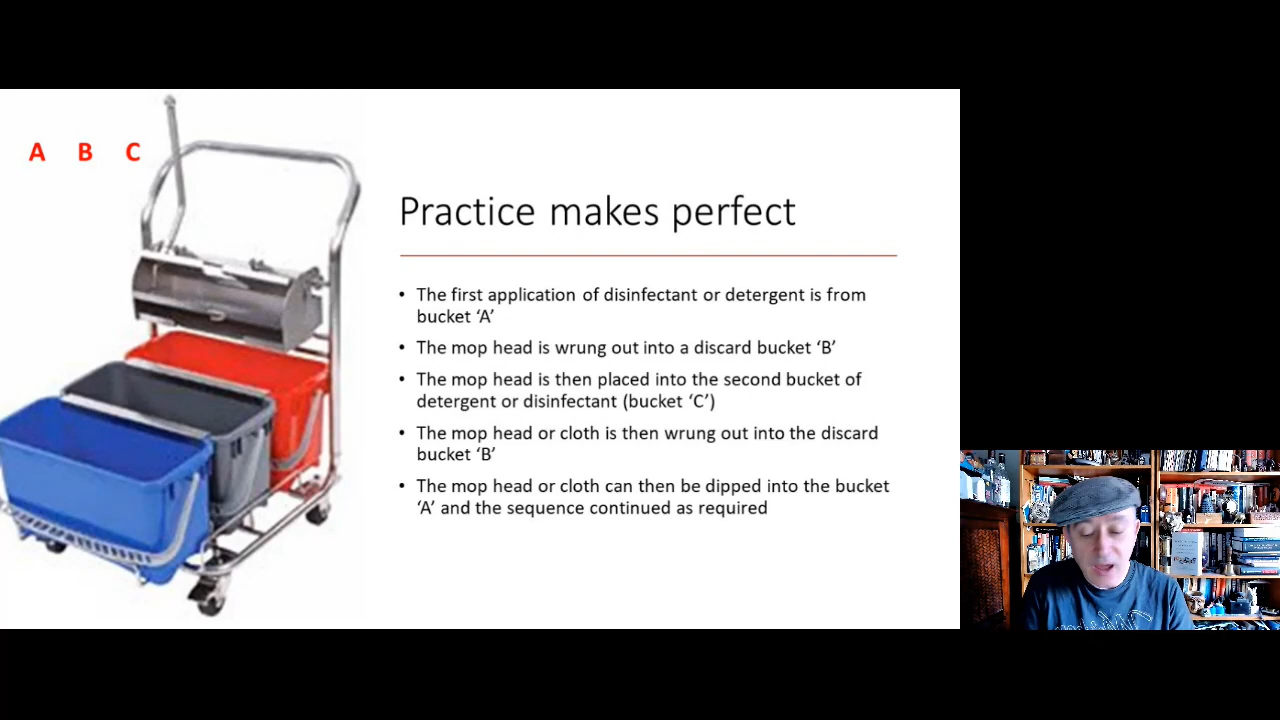 A B C
Practice makes perfect
• The first application of disinfectant or detergent is from
bucket ‘A’
• The mop head is wrung out into a discard bucket ‘B’
• The mop head is then placed into the second bucket of
detergent or disinfectant (bucket ‘C’)
• The mop head or cloth is then wrung out into the discard
bucket ‘B’
• The mop head or cloth can then be dipped into the bucket
‘A’ and the sequence continued as required